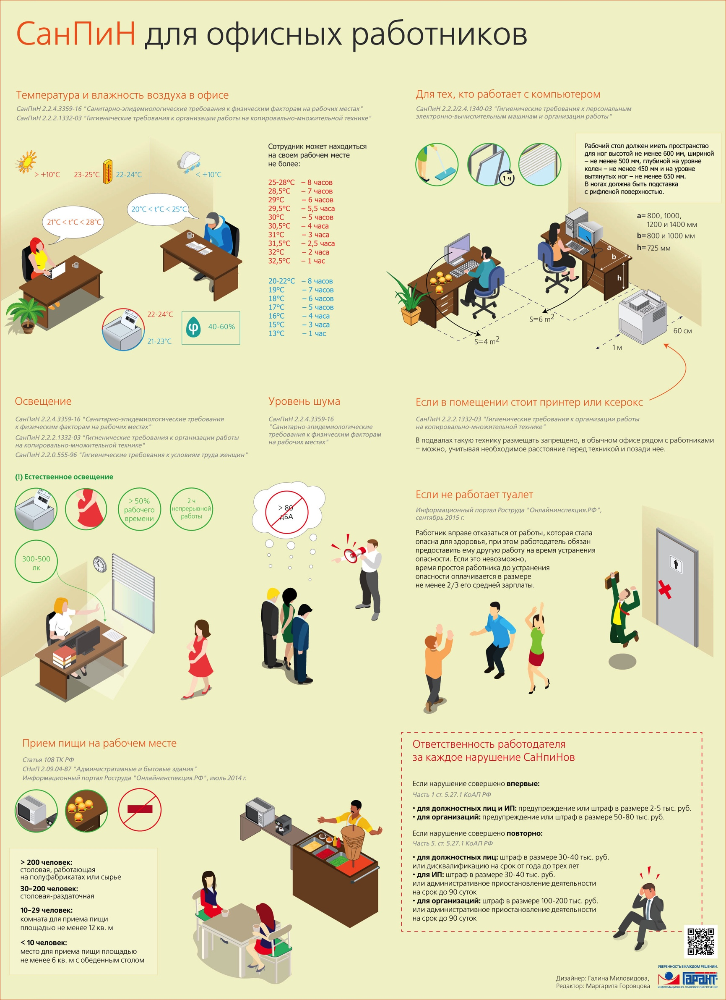 СанПиН для офисных работников
Температура и влажность воздуха в офисе
СанПиН 2.2.4.3359-16 "Санитарно-эпидемиологические требования к физическим факторам на рабочих местах"
СанПиН 2.2.2.1332-03 "Гигиенические требования к организации работы на копировально-множительной технике"
> +10°C
23-25°C
22-24°C
< +10°C
21°C < t°C < 28°C
20°C < t°C < 25°C
22-24°C
21-23°C
φ
40-60%
Сотрудник может находиться
на своем рабочем месте
не более:
25-28°C – 8 часов
28,5°C – 7 часов
29°C – 6 часов
29,5°C – 5,5 часа
30°C – 5 часов
30,5°C – 4 часа
31°C – 3 часа
31,5°C – 2,5 часа
32°C – 2 часа
32,5°C – 1 час
20-22°C – 8 часов
19°C – 7 часов
18°C – 6 часов
17°C – 5 часов
16°C – 4 часа
15°C – 3 часа
13°C – 1 час
Для тех, кто работает с компьютером
СанПиН 2.2.2/2.4.1340-03 "Гигиенические требования к персональным
электронно-вычислительным машинам и организации работы"
1 ч
Рабочий стол должен иметь пространство
для ног высотой не менее 600 мм, шириной
– не менее 500 мм, глубиной на уровне
колен – не менее 450 мм и на уровне
вытянутых ног – не менее 650 мм.
В ногах должна быть подставка
с рифленой поверхностью.
a= 800, 1000,
1200 и 1400 мм
b= 800 и 1000 мм
h= 725 мм
a
b
h
S=6 m²
S=4 m²
60 см
1 м
Освещение
СанПиН 2.2.4.3359-16 "Санитарно-эпидемиологические требования
к физическим факторам на рабочих местах"
СанПиН 2.2.2.1332-03 "Гигиенические требования к организации работы
на копировально-множительной технике"
СанПиН 2.2.0.555-96 "Гигиенические требования к условиям труда женщин"
(!) Естественное освещение
> 50%
рабочего
времени
2 ч
непрерывной
работы
300-500
лк
Уровень шума
СанПиН 2.2.4.3359-16
"Санитарно-эпидемиологические
требования к физическим факторам
на рабочих местах"
> 80
дБА
Если в помещении стоит принтер или ксерокс
СанПиН 2.2.2.1332-03 "Гигиенические требования к организации работы
на копировально-множительной технике"
В подвалах такую технику размещать запрещено, в обычном офисе рядом с работниками
– можно, учитывая необходимое расстояние перед техникой и позади нее.
Если не работает туалет
Информационный портал Роструда "Онлайнинспекция.РФ",
сентябрь 2015 г.
Работник вправе отказаться от работы, которая стала
опасна для здоровья, при этом работодатель обязан
предоставить ему другую работу на время устранения
опасности. Если это невозможно,
время простоя работника до устранения
опасности оплачивается в размере
не менее 2/3 его средней зарплаты.
Прием пищи на рабочем месте
Статья 108 ТК РФ
СНиП 2.09.04-87 "Административные и бытовые здания"
Информационный портал Роструда "Онлайнинспекция.РФ", июль 2014 г.
> 200 человек:
столовая, работающая
на полуфабрикатах или сырье
30–200 человек:
столовая-раздаточная
10–29 человек:
комната для приема пищи
площадью не менее 12 кв. м
< 10 человек:
место для приема пищи площадью
не менее 6 кв. м с обеденным столом
Ответственность работодателя
за каждое нарушение СаНпиНов
Если нарушение совершено впервые:
Часть 1 ст. 5.27.1 КоАП РФ
• для должностных лиц и ИП: предупреждение или штраф в размере 2-5 тыс. руб.
• для организаций: предупреждение или штраф в размере 50-80 тыс. руб.
Если нарушение совершено повторно:
Часть 5. ст. 5.27.1 КоАП РФ
• для должностных лиц: штраф в размере 30-40 тыс. руб.
или дисквалификацию на срок от года до трех лет
• для ИП: штраф в размере 30-40 тыс. руб.
или административное приостановление деятельности
на срок до 90 суток
• для организаций: штраф в размере 100-200 тыс. руб.
или административное приостановление деятельности
на срок до 90 суток
Дизайнер: Галина Миловидова,
Редактор: Маргарита Горовцова
УВЕРЕННОСТЬ В КАЖДОМ РЕШЕНИИ.
ГАРАНТ
ИНФОРМАЦИОННО-ПРАВОВОЕ ОБЕСПЕЧЕНИЕ